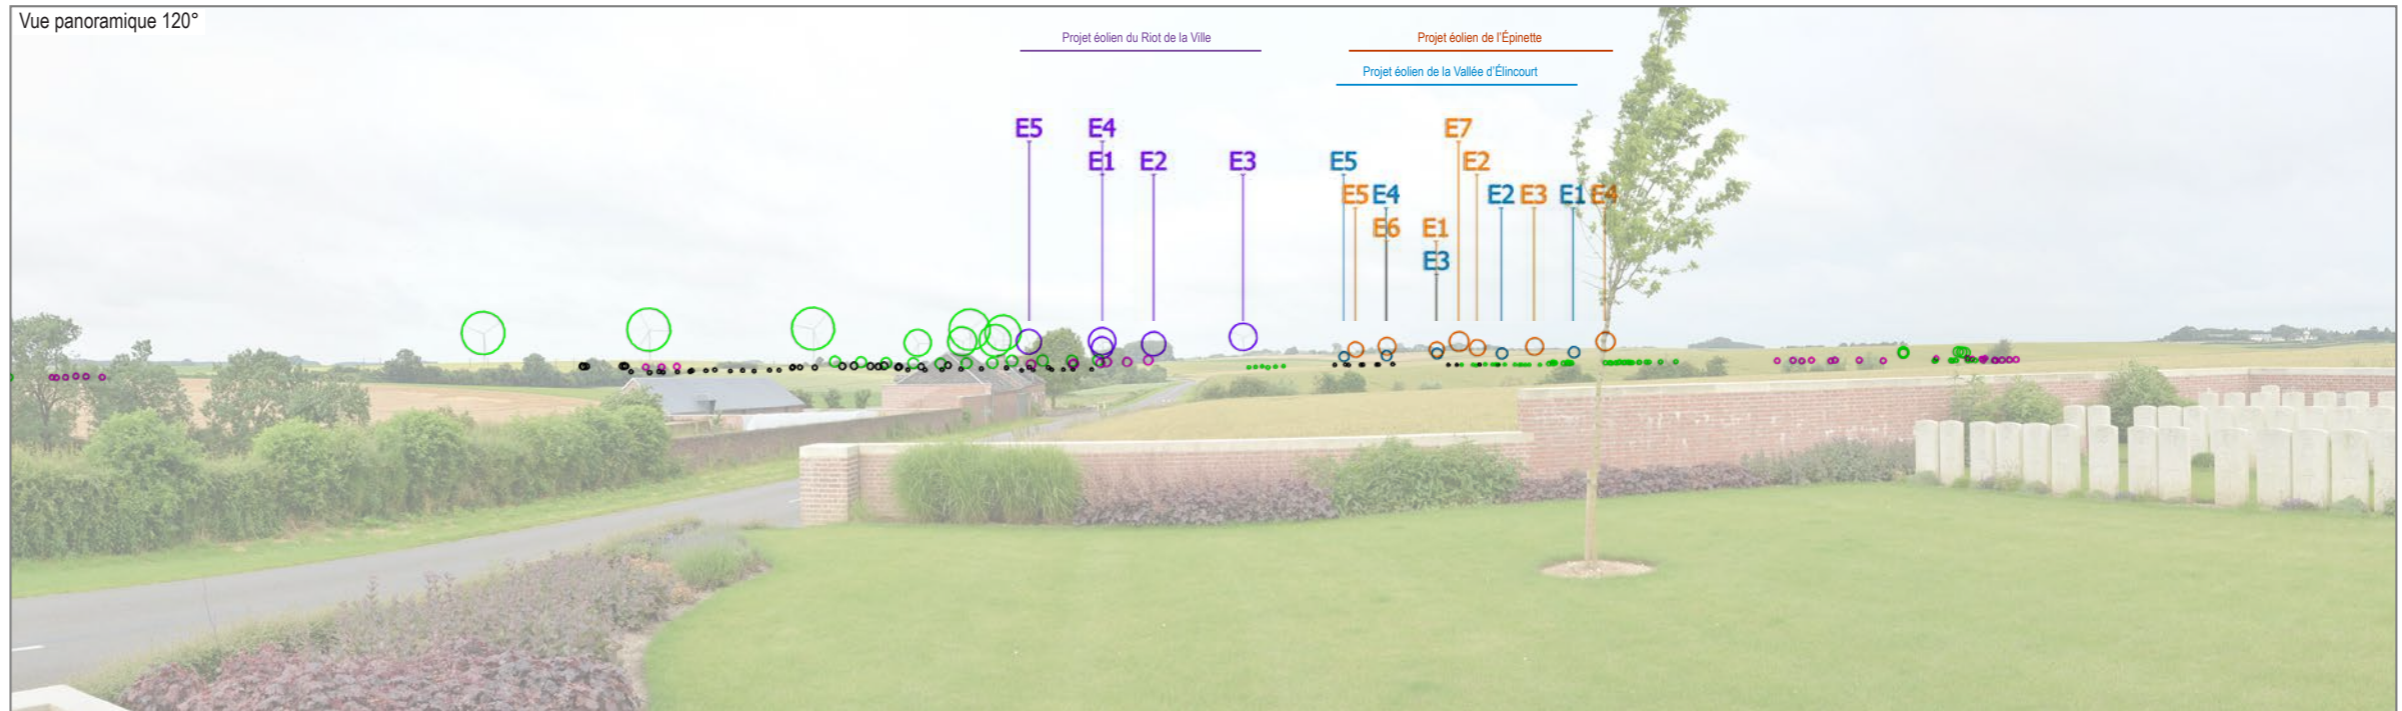 Vue panoramique 120°
Projet éolien du Riot de la Ville
Projet éolien de l'Épinette
Projet éolien de la Vallée d'Élincourt
E5 E4 E7
E1 E2 E3 E5 E2
E5 E4 E2 E3 E1 E4
E6 E1
E3